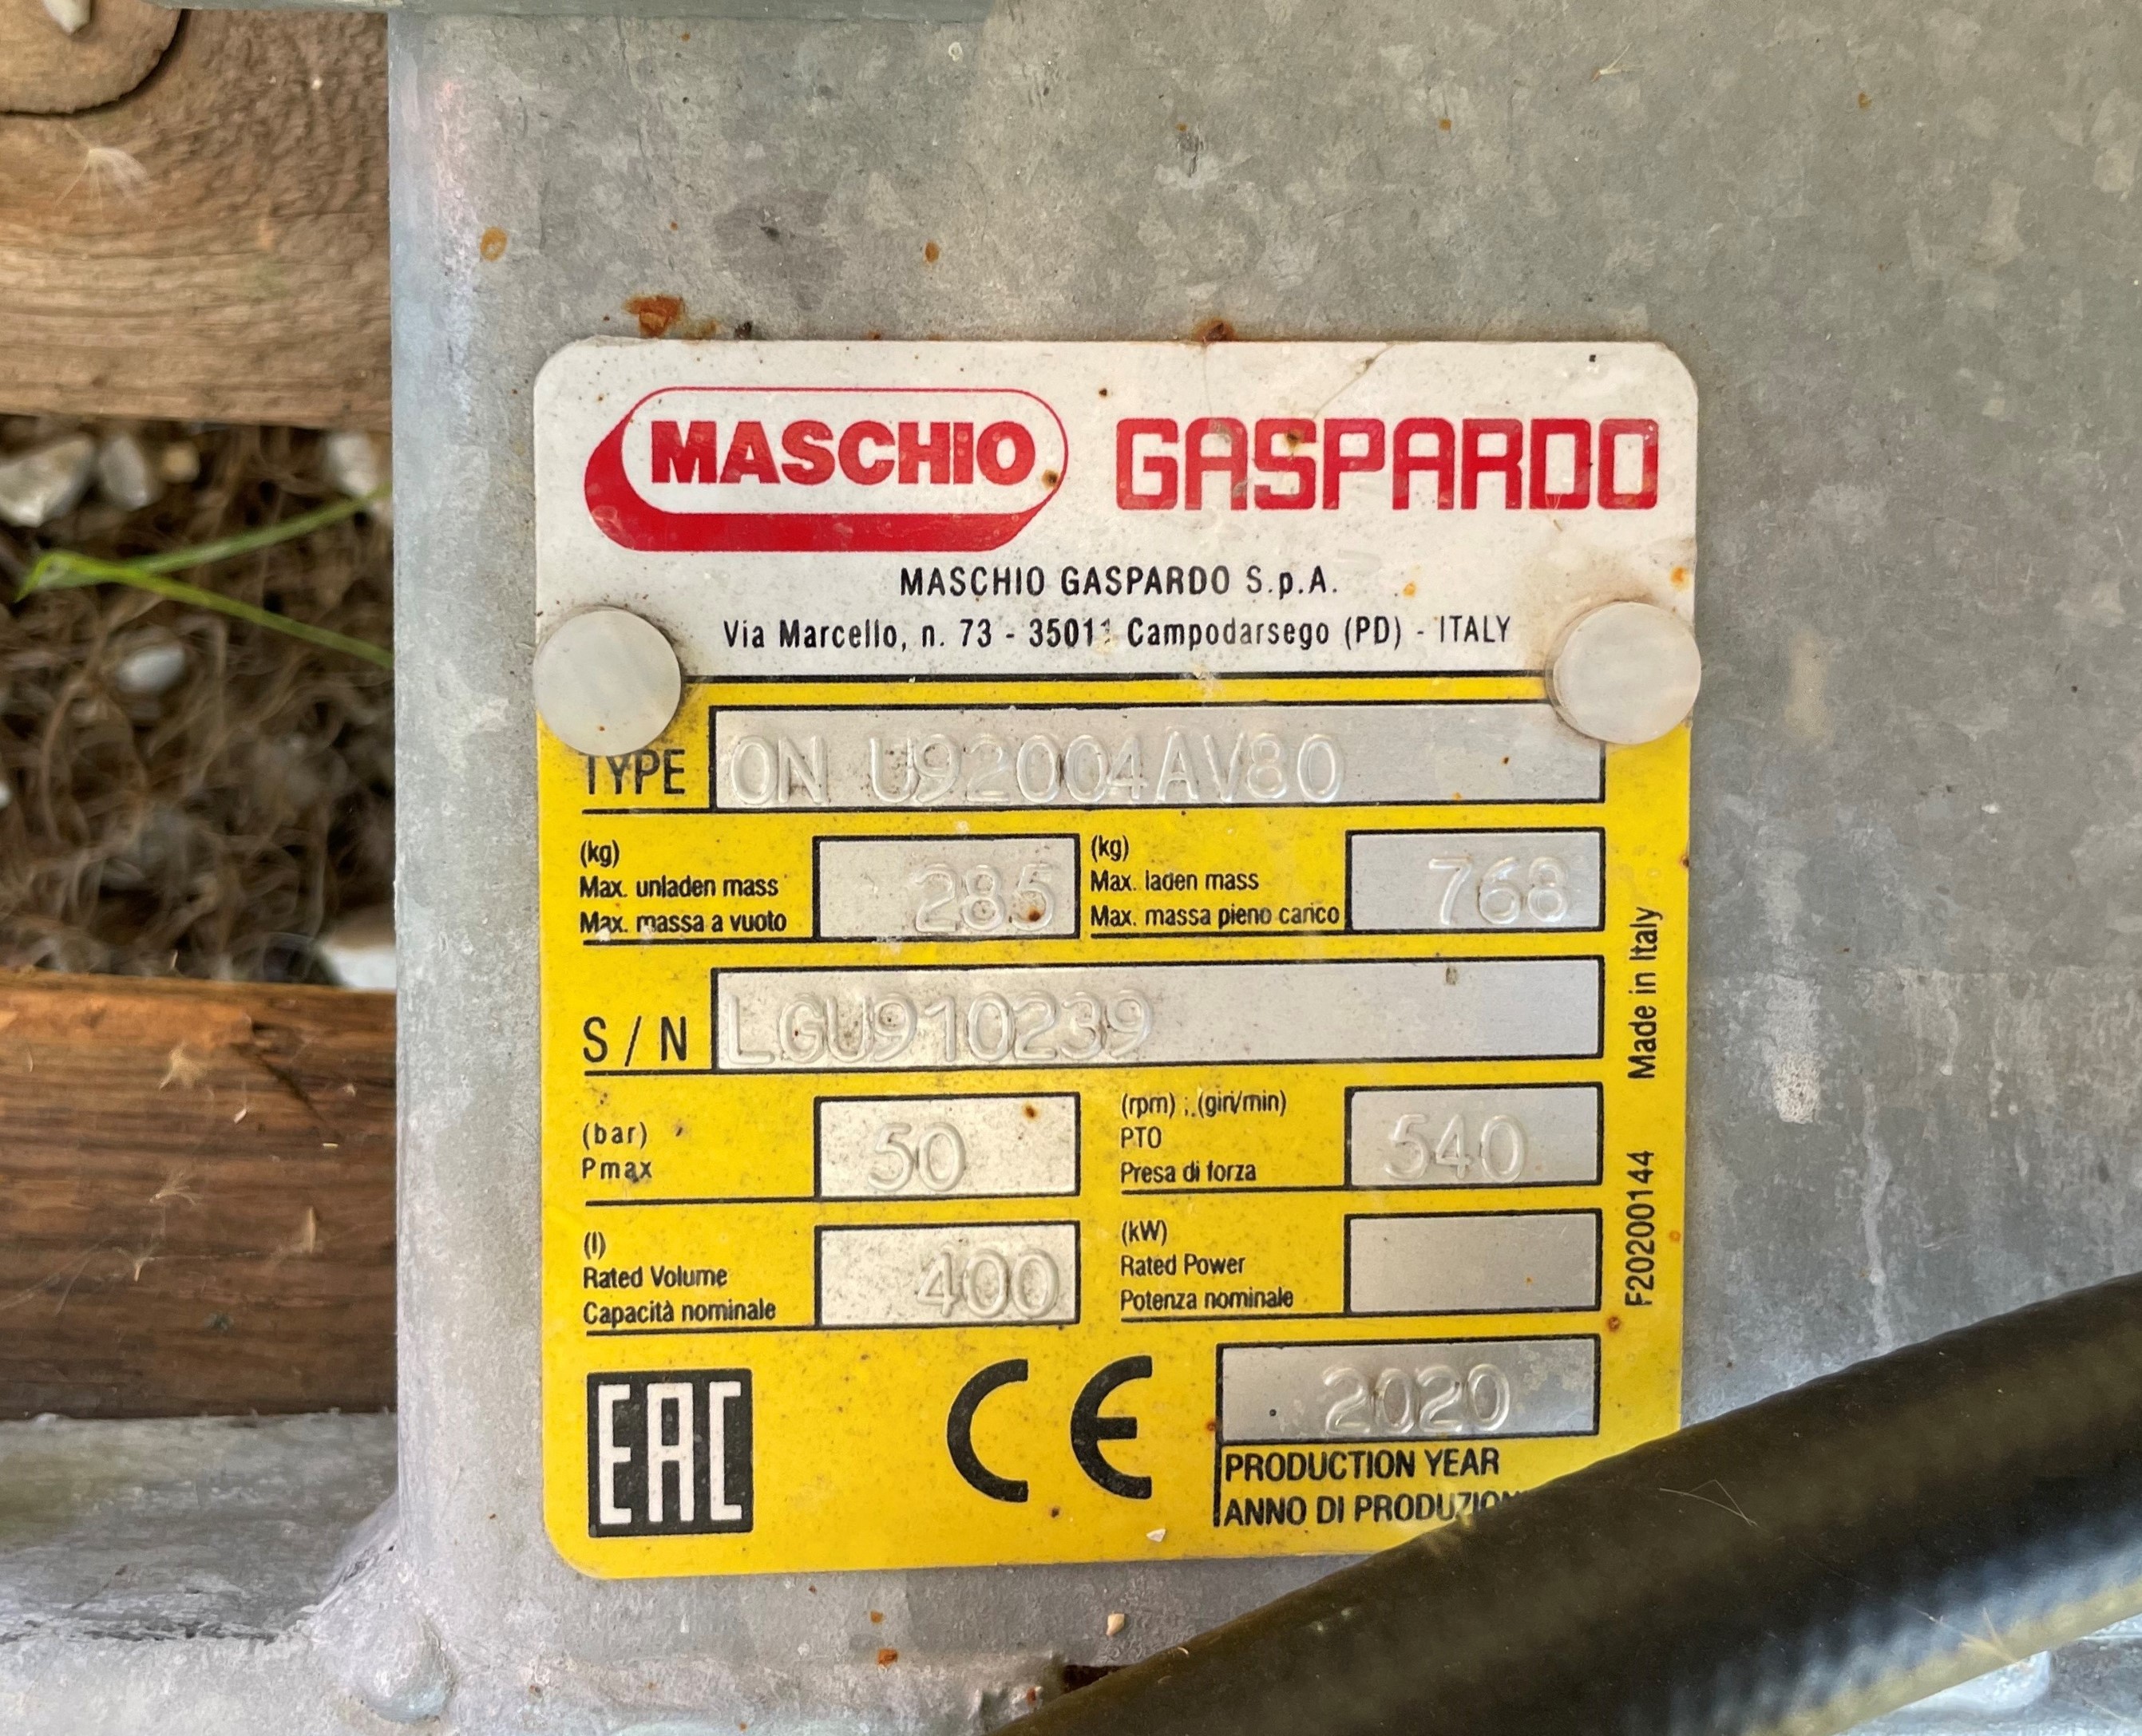 MASCHIO GASPARDO
MASCHIO GASPARDO S.p.A.
Via Marcello, n. 73 - 35011 Campodarsego (PD) - ITALY
TYPE ON U92004AV80
(kg)
Max. unladen mass
Max. massa a vuoto
285
(kg)
Max. laden mass
Max. massa pieno carico
768
S/N LGU910239
(bar)
Pmax
50
(rpm) ; (giri/min)
PTO
Presa di forza
540
(l)
Rated Volume
Capacità nominale
400
(kW)
Rated Power
Potenza nominale
EAC
CE
2020
PRODUCTION YEAR
ANNO DI
Made in Italy
F20200144